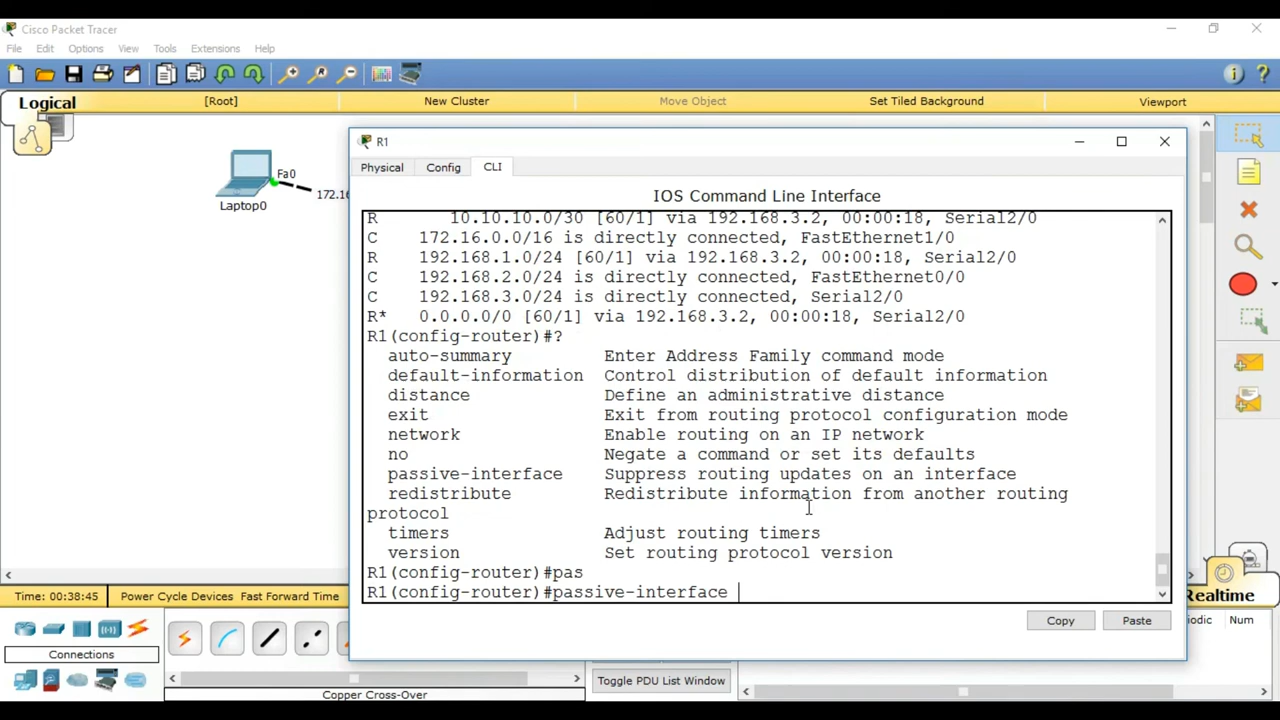 Cisco Packet Tracer
File Edit Options View Tools Extensions Help
Logical [Root] New Cluster Move Object Set Tiled Background Viewport
R1
Physical Config CLI
Fa0
172.16
Laptop0
IOS Command Line Interface
R 10.10.10.0/30 [60/1] via 192.168.3.2, 00:00:18, Serial2/0
C 172.16.0.0/16 is directly connected, FastEthernet1/0
R 192.168.1.0/24 [60/1] via 192.168.3.2, 00:00:18, Serial2/0
C 192.168.2.0/24 is directly connected, FastEthernet0/0
C 192.168.3.0/24 is directly connected, Serial2/0
R* 0.0.0.0/0 [60/1] via 192.168.3.2, 00:00:18, Serial2/0
R1(config-router)#?
auto-summary Enter Address Family command mode
default-information Control distribution of default information
distance Define an administrative distance
exit Exit from routing protocol configuration mode
network Enable routing on an IP network
no Negate a command or set its defaults
passive-interface Suppress routing updates on an interface
redistribute Redistribute information from another routing
protocol
timers Adjust routing timers
version Set routing protocol version
R1(config-router)#pas
R1(config-router)#passive-interface
Copy Paste
Time: 00:38:45 Power Cycle Devices Fast Forward Time Realtime
Connections
Copper Cross-Over
Toggle PDU List Window
odic Num